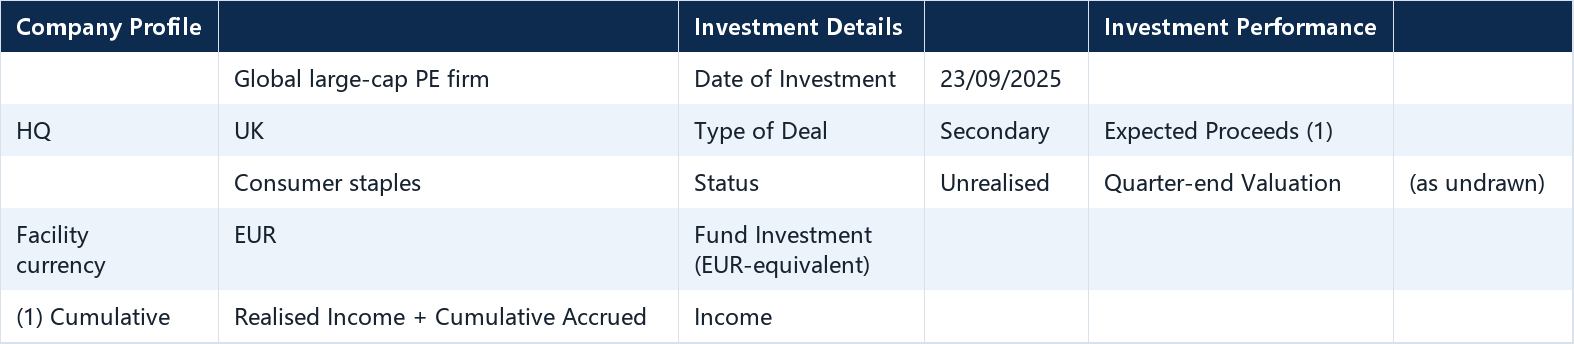 Company Profile Investment Details Investment Performance
Global large-cap PE firm Date of Investment 23/09/2025
HQ UK Type of Deal Secondary Expected Proceeds (1)
Consumer staples Status Unrealised Quarter-end Valuation (as undrawn)
Facility currency EUR Fund Investment (EUR-equivalent)
(1) Cumulative Realised Income + Cumulative Accrued Income